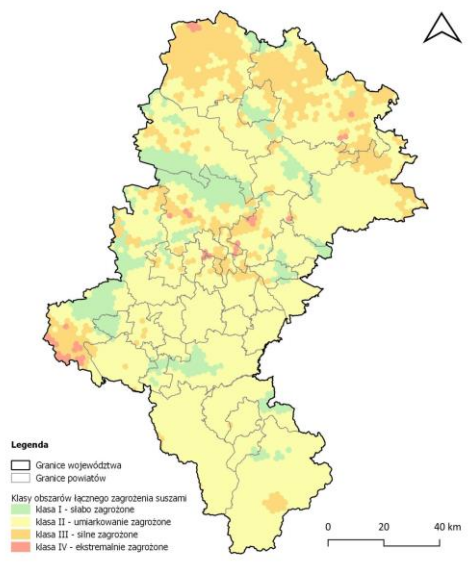 Legenda
Granice województwa
Granice powiatów
Klasy obszarów łącznego zagrożenia suszami
klasa I - słabo zagrożone
klasa II - umiarkowanie zagrożone
klasa III - silne zagrożone
klasa IV - ekstremalnie zagrożone
0 20 40 km